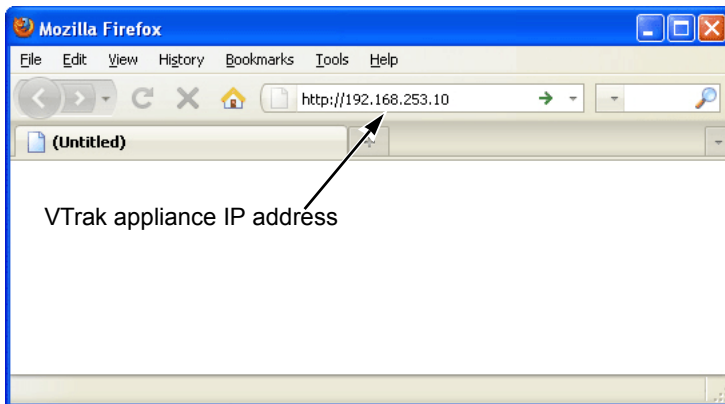 Mozilla Firefox
File Edit View History Bookmarks Tools Help
http://192.168.253.10
(Untitled)
VTrak appliance IP address